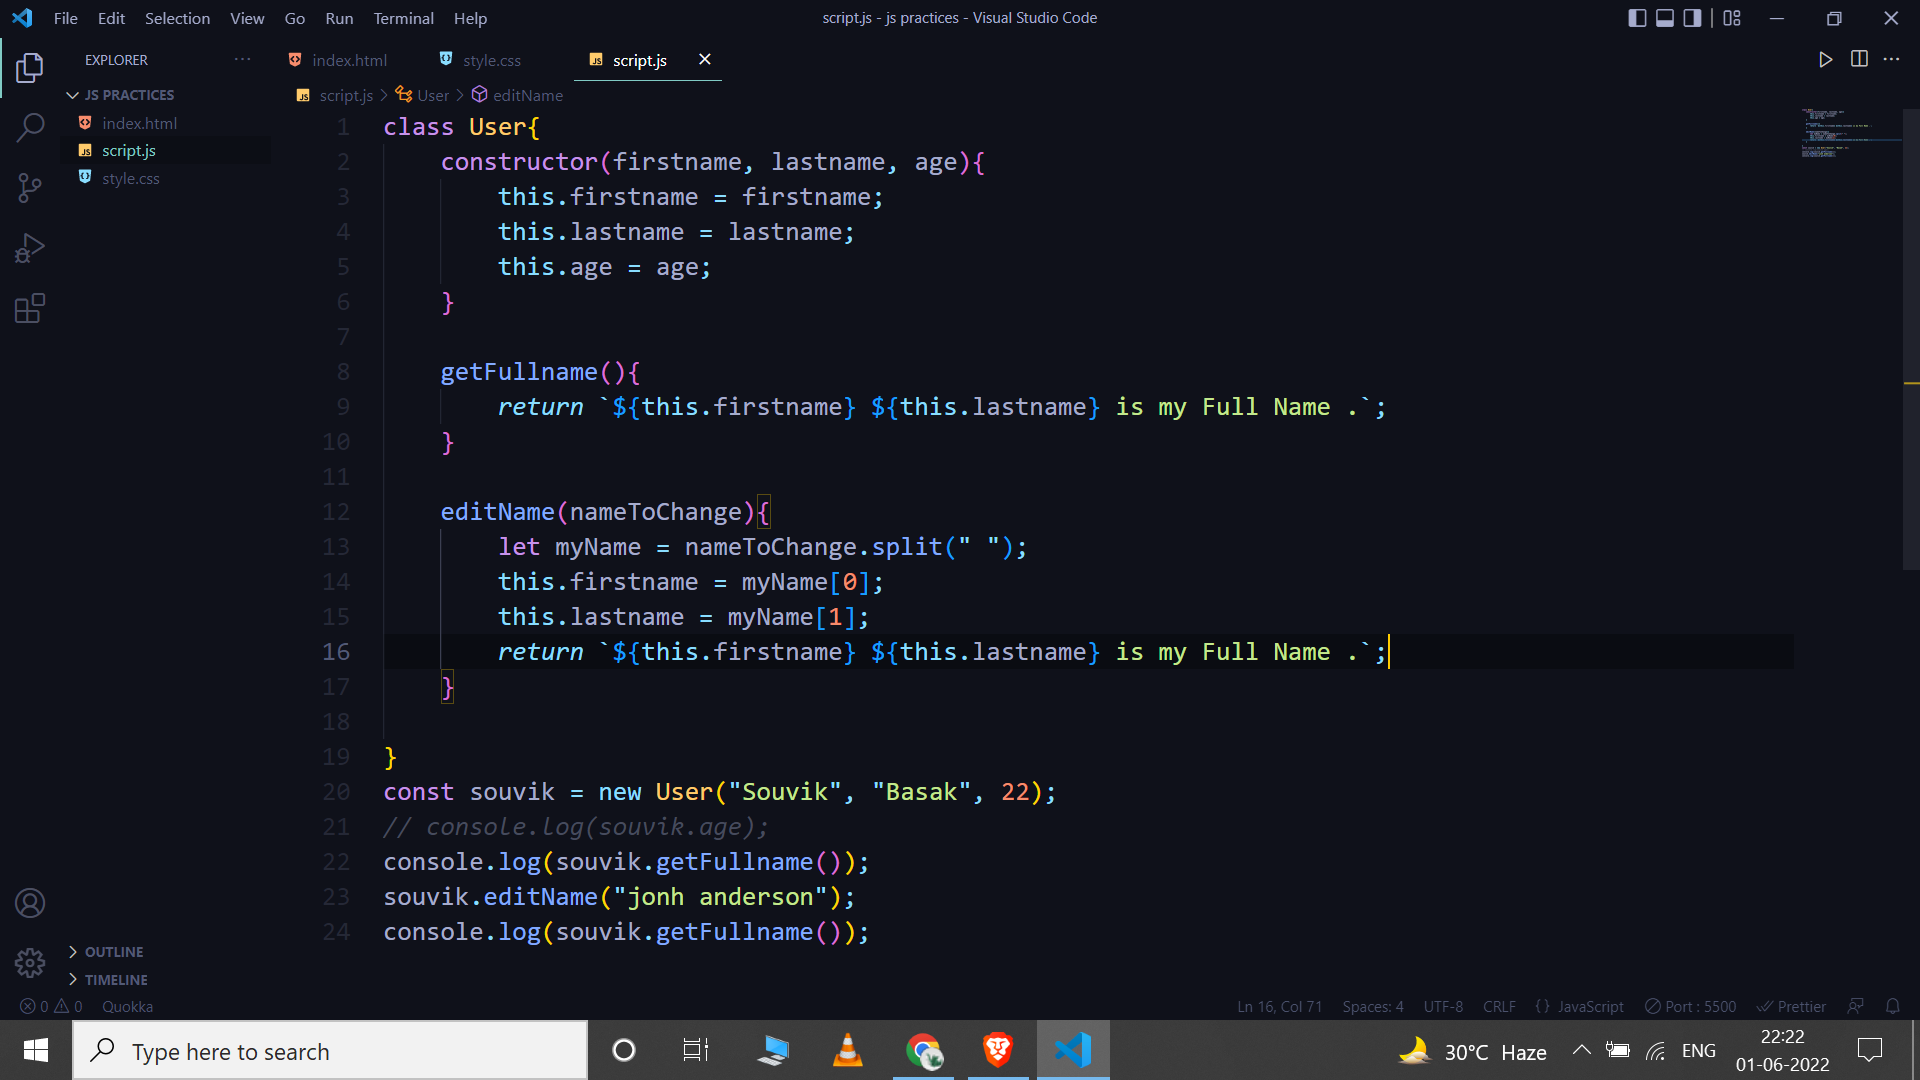 File Edit Selection View Go Run Terminal Help
script.js - js practices - Visual Studio Code
EXPLORER ···
JS PRACTICES
index.html
script.js
style.css
OUTLINE
TIMELINE
index.html style.css script.js
script.js > User > editName
1 class User{
2     constructor(firstname, lastname, age){
3         this.firstname = firstname;
4         this.lastname = lastname;
5         this.age = age;
6     }
7
8     getFullname(){
9         return `${this.firstname} ${this.lastname} is my Full Name .`;
10     }
11
12     editName(nameToChange){
13         let myName = nameToChange.split(" ");
14         this.firstname = myName[0];
15         this.lastname = myName[1];
16         return `${this.firstname} ${this.lastname} is my Full Name .`;
17     }
18
19 }
20 const souvik = new User("Souvik", "Basak", 22);
21 // console.log(souvik.age);
22 console.log(souvik.getFullname());
23 souvik.editName("jonh anderson");
24 console.log(souvik.getFullname());
0 0 Quokka
Ln 16, Col 71 Spaces: 4 UTF-8 CRLF {} JavaScript Port : 5500 Prettier
Type here to search
30°C Haze ENG
22:22
01-06-2022